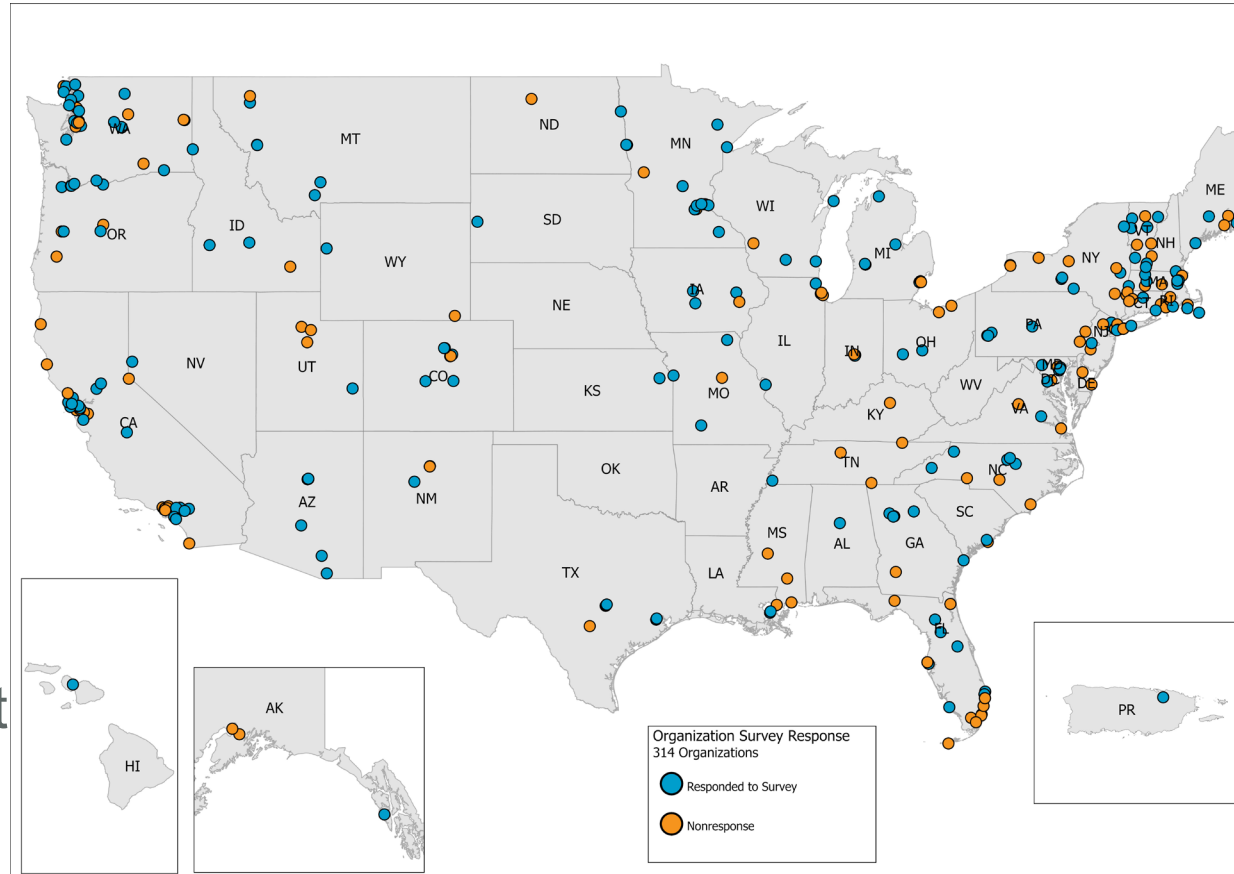 WA
MT
ND
MN
ME
OR
ID
SD
WI
MI
VT
NH
NY
WY
IA
MA
CT
RI
NE
NV
UT
CO
IL
IN
OH
PA
NJ
MD
DE
CA
KS
MO
WV
KY
VA
AZ
NM
OK
AR
TN
NC
SC
MS
AL
GA
TX
LA
FL
t
HI
AK
PR
Organization Survey Response
314 Organizations
Responded to Survey
Nonresponse